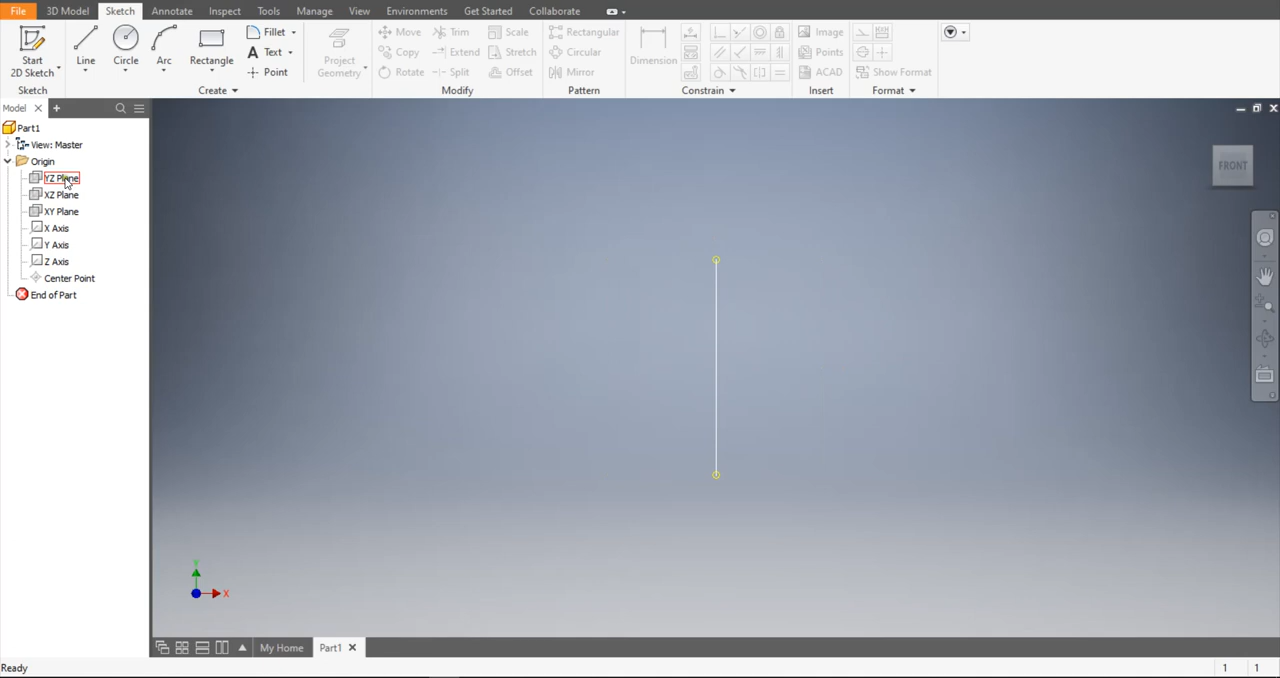 File 3D Model Sketch Annotate Inspect Tools Manage View Environments Get Started Collaborate
Start
2D Sketch
Line
Circle
Arc
Rectangle
Fillet
Text
Point
Project
Geometry
Move
Copy
Rotate
Trim
Extend
Split
Scale
Stretch
Offset
Rectangular
Circular
Mirror
Dimension
Image
Points
ACAD
Show Format
Sketch
Create
Modify
Pattern
Constrain
Insert
Format
Model
Part1
View: Master
Origin
YZ Plane
XZ Plane
XY Plane
X Axis
Y Axis
Z Axis
Center Point
End of Part
FRONT
Y
X
My Home
Part1
Ready
1 1